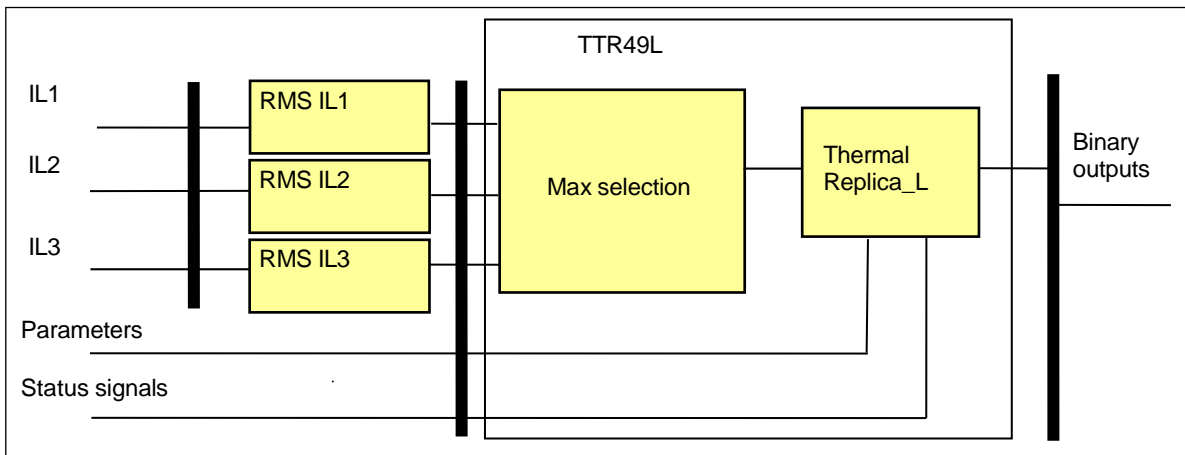 TTR49L
IL1
RMS IL1
IL2
RMS IL2
IL3
RMS IL3
Max selection
Thermal
Replica_L
Binary
outputs
Parameters
Status signals